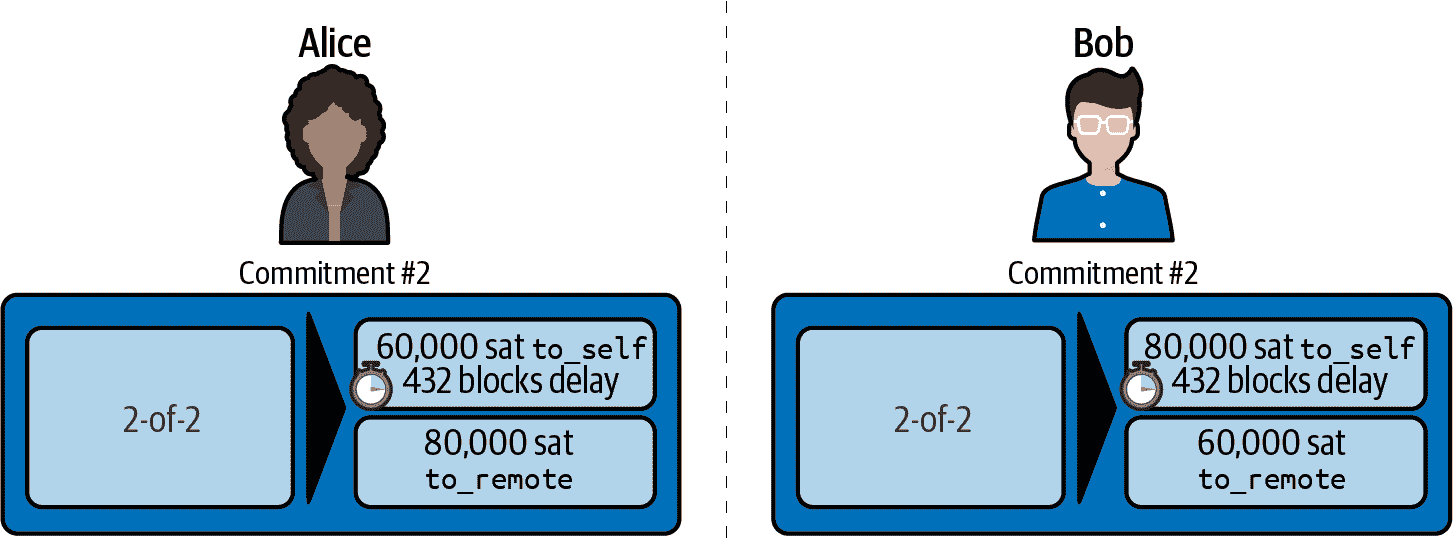 Alice
Commitment #2
2-of-2
60,000 sat to_self
432 blocks delay
80,000 sat
to_remote
Bob
Commitment #2
2-of-2
80,000 sat to_self
432 blocks delay
60,000 sat
to_remote